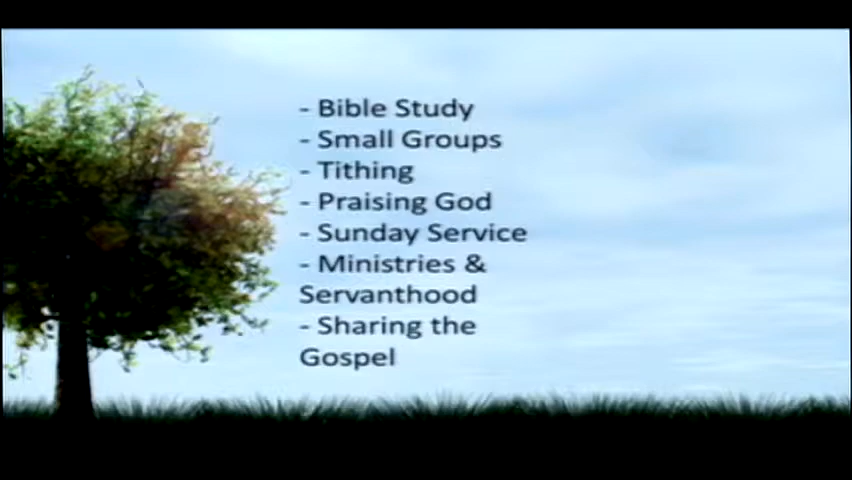 - Bible Study
- Small Groups
- Tithing
- Praising God
- Sunday Service
- Ministries &
Servanthood
- Sharing the
Gospel